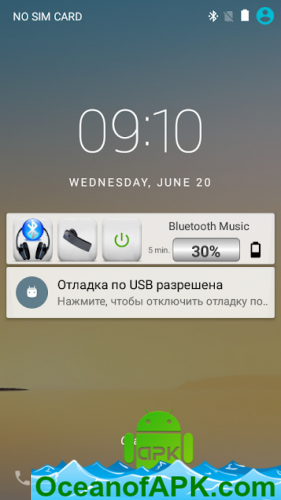 NO SIM CARD
09:10
WEDNESDAY, JUNE 20
Bluetooth Music
5 min.
30%
Отладка по USB разрешена
Нажмите, чтобы отключить отладку по..
apk
OceanofAPK.com